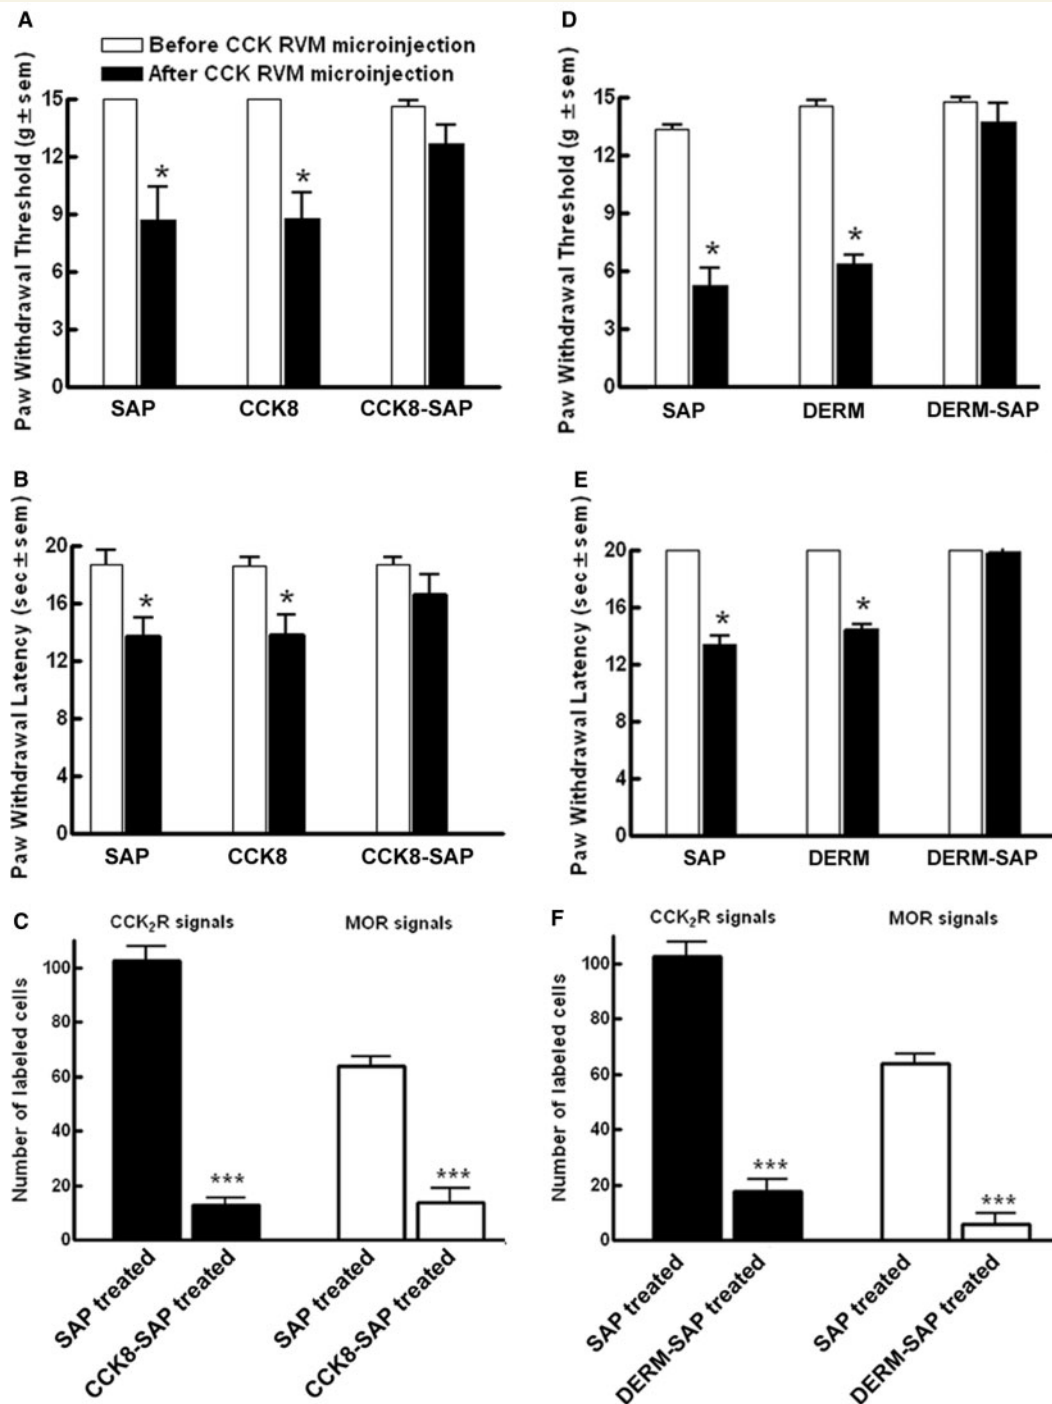 A
Before CCK RVM microinjection
After CCK RVM microinjection
Paw Withdrawal Threshold (g ± sem)
15
12
9
6
3
0
*
*
SAP
CCK8
CCK8-SAP
D
Paw Withdrawal Threshold (g ± sem)
15
12
9
6
3
0
*
*
SAP
DERM
DERM-SAP
B
Paw Withdrawal Latency (sec ± sem)
20
16
12
8
4
0
*
*
SAP
CCK8
CCK8-SAP
E
Paw Withdrawal Latency (sec ± sem)
20
16
12
8
4
0
*
*
SAP
DERM
DERM-SAP
C
CCK₂R signals
MOR signals
Number of labeled cells
100
80
60
40
20
0
***
***
SAP treated
CCK8-SAP treated
SAP treated
CCK8-SAP treated
F
CCK₂R signals
MOR signals
Number of labeled cells
100
80
60
40
20
0
***
***
SAP treated
DERM-SAP treated
SAP treated
DERM-SAP treated